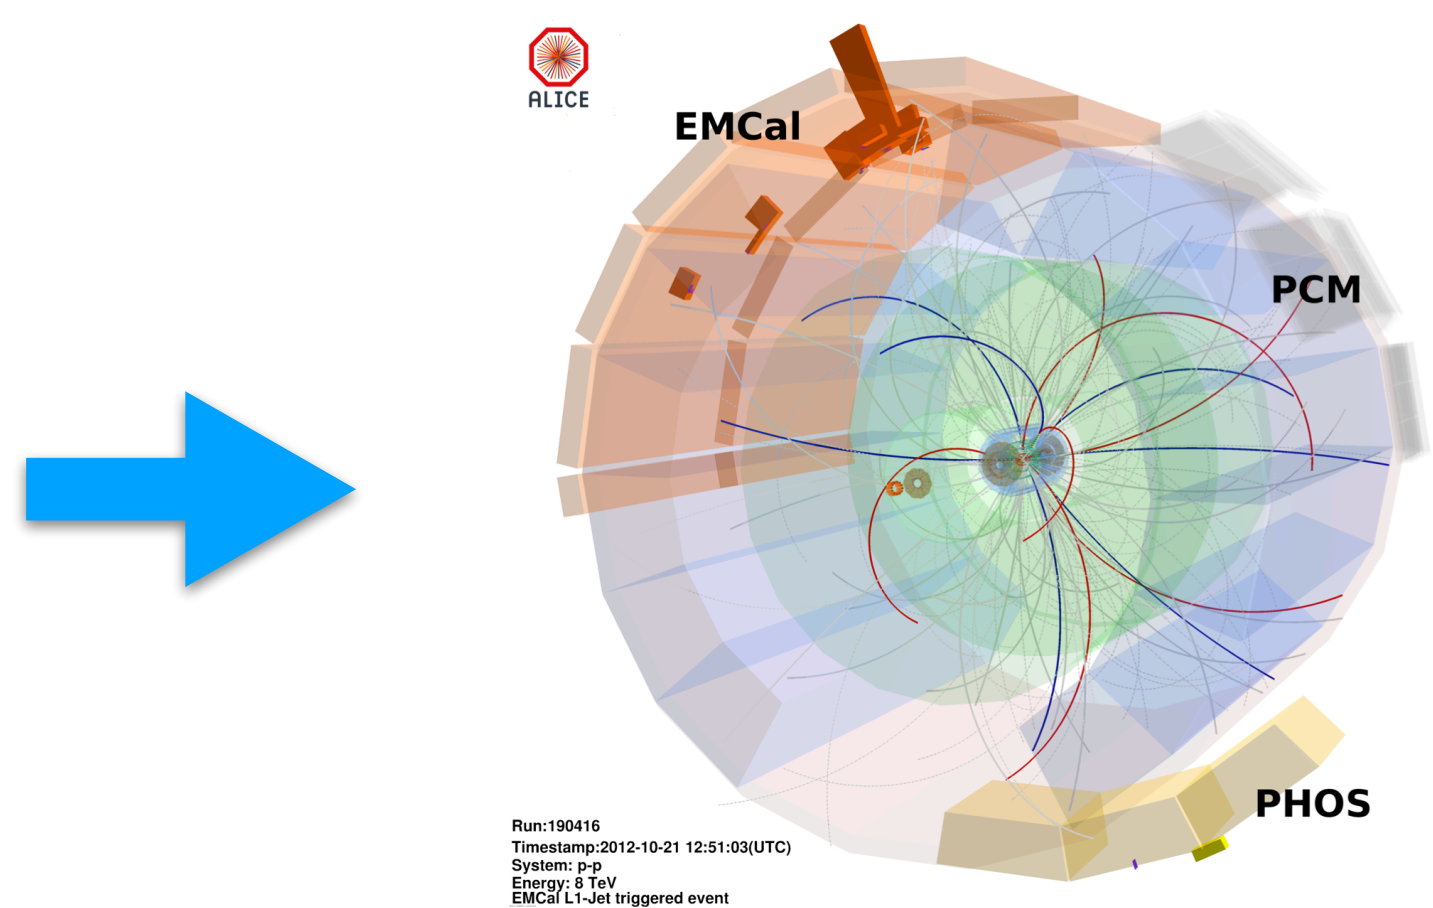 ALICE
EMCal
PCM
PHOS
Run:190416
Timestamp:2012-10-21 12:51:03(UTC)
System: p-p
Energy: 8 TeV
EMCal L1-Jet triggered event